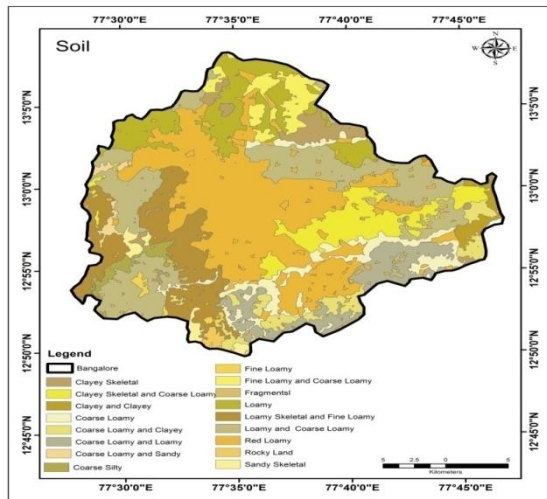 77°30'0"E 77°35'0"E 77°40'0"E 77°45'0"E
Soil
N
W E
S
13°5'0"N 13°5'0"N
13°0'0"N 13°0'0"N
12°55'0"N 12°55'0"N
12°50'0"N 12°50'0"N
12°45'0"N 12°45'0"N
Legend
Bangalore
Clayey Skeletal
Clayey Skeletal and Coarse Loamy
Clayey and Clayey
Coarse Loamy
Coarse Loamy and Clayey
Coarse Loamy and Loamy
Coarse Loamy and Sandy
Coarse Silty
Fine Loamy
Fine Loamy and Coarse Loamy
Fragmentsl
Loamy
Loamy Skeletal and Fine Loamy
Loamy and Coarse Loamy
Red Loamy
Rocky Land
Sandy Skeletal
5 2.5 0 5
Kilometers
77°30'0"E 77°35'0"E 77°40'0"E 77°45'0"E